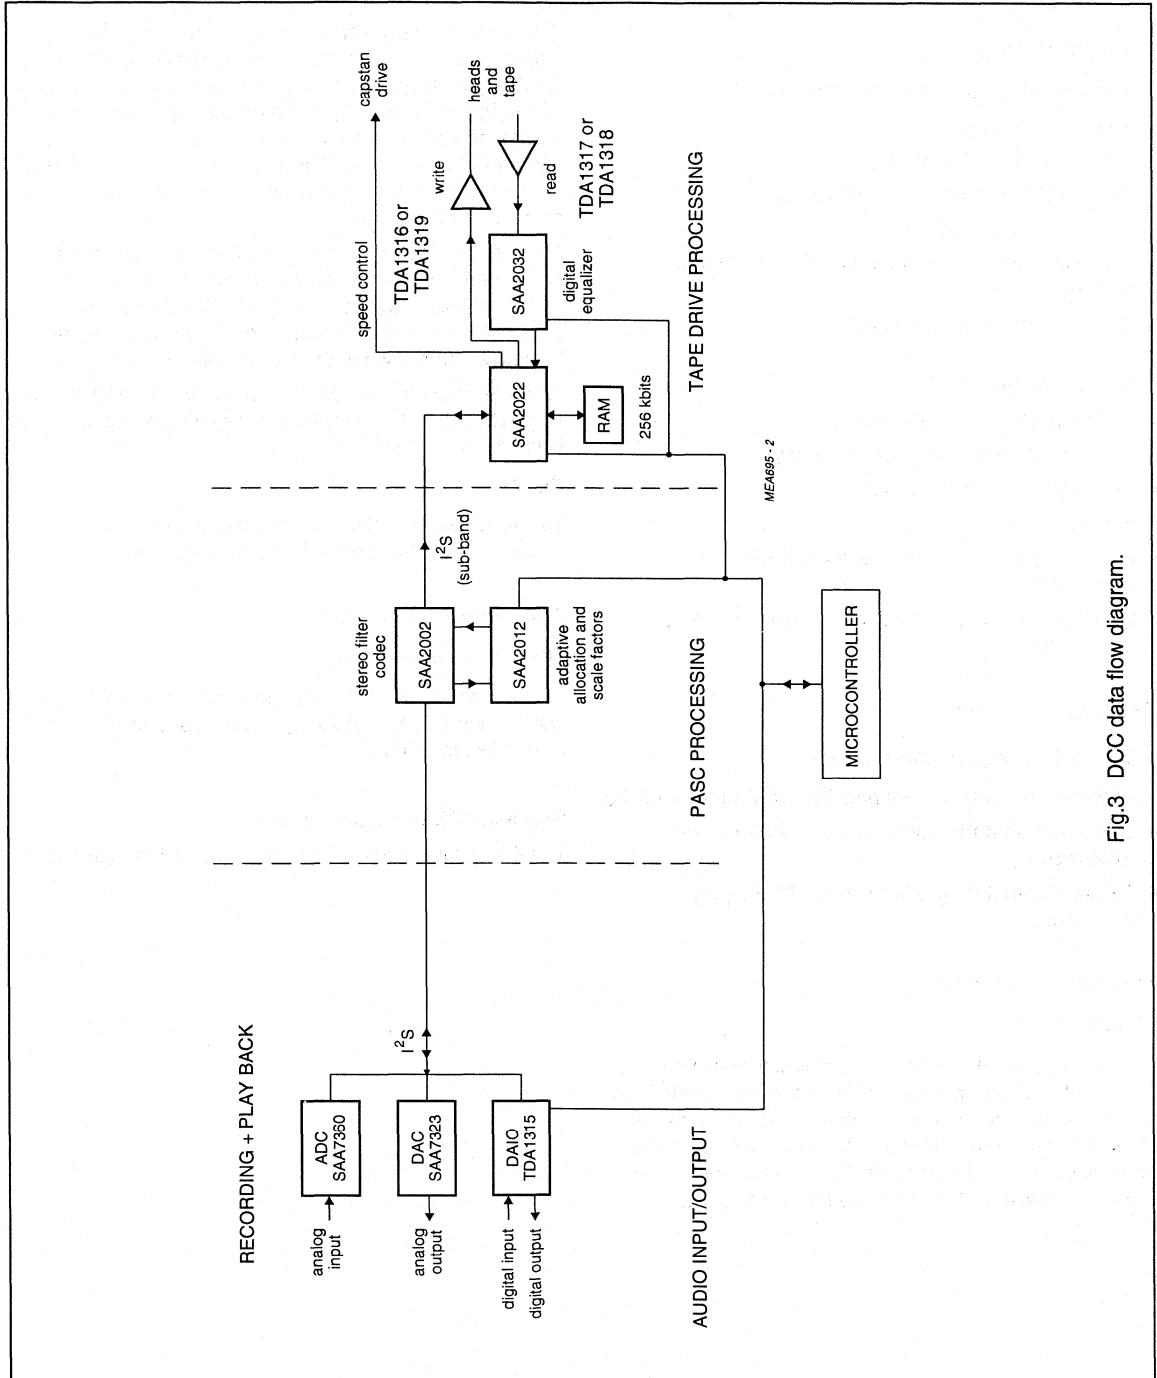 RECORDING + PLAY BACK
analog
input
ADC
SAA7360
analog
output
DAC
SAA7323
digital input
digital output
DAIO
TDA1315
I2S
AUDIO INPUT/OUTPUT
stereo filter
codec
SAA2002
SAA2012
adaptive
allocation and
scale factors
I2S
(sub-band)
PASC PROCESSING
MICROCONTROLLER
speed control
capstan
drive
TDA1316 or
TDA1319
write
heads
and
tape
read
TDA1317 or
TDA1318
SAA2022
SAA2032
digital
equalizer
RAM
256 kbits
TAPE DRIVE PROCESSING
MEA695 - 2
Fig.3 DCC data flow diagram.